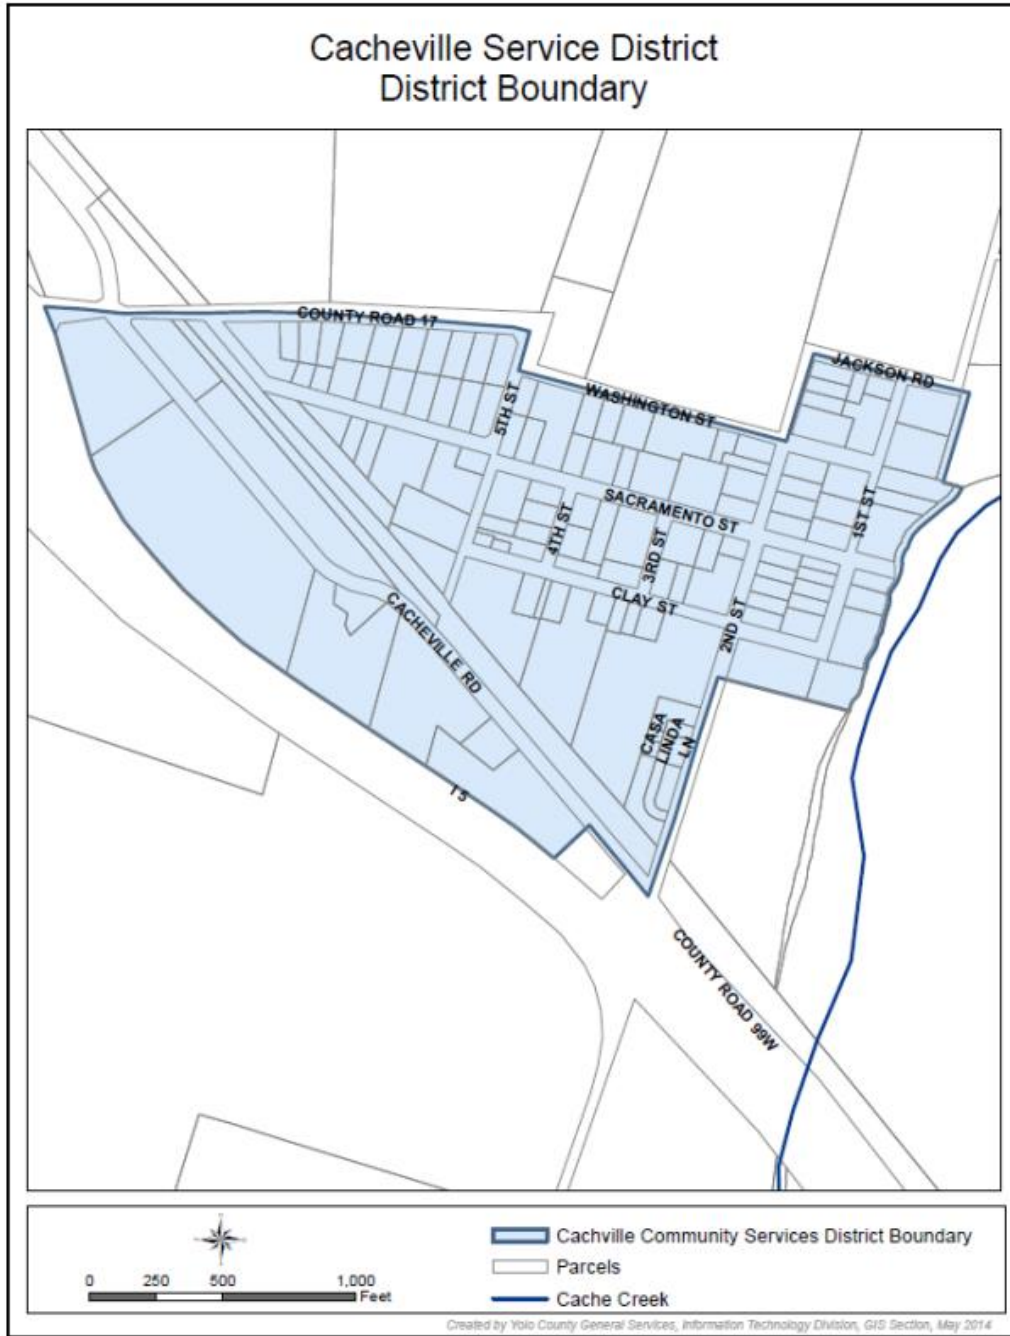 Cacheville Service District
District Boundary
COUNTY ROAD 17
JACKSON RD
WASHINGTON ST
5TH ST
SACRAMENTO ST
1ST ST
4TH ST
3RD ST
CLAY ST
2ND ST
CACHEVILLE RD
CASA
LINDA
LN
I 5
COUNTY ROAD 99W
0 250 500 1,000
Feet
Cachville Community Services District Boundary
Parcels
Cache Creek
Created by Yolo County General Services, Information Technology Division, GIS Section, May 2014